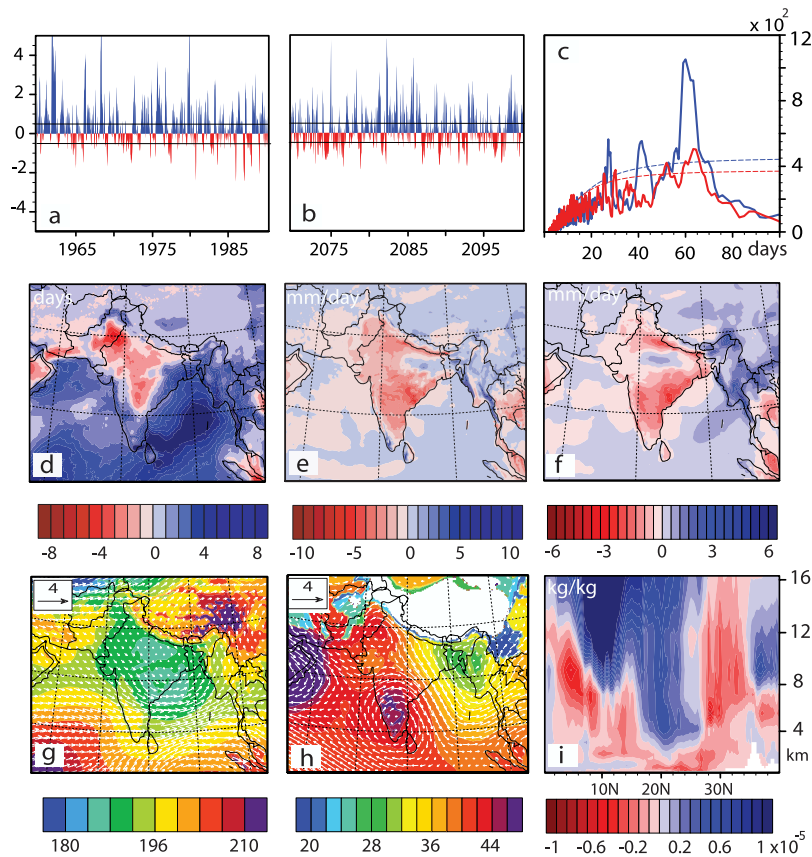 x 10²
4
2
0
-2
-4
a
1965 1975 1985
b
2075 2085 2095
c
12
8
4
0
20 40 60 80 days
days
d
mm/day
e
mm/day
f
-8 -4 0 4 8
-10 -5 0 5 10
-6 -3 0 3 6
4
g
4
h
kg/kg
i
16
12
8
4
km
10N 20N 30N
180 196 210
20 28 36 44
-1 -0.6 -0.2 0.2 0.6 1 x10⁻⁵